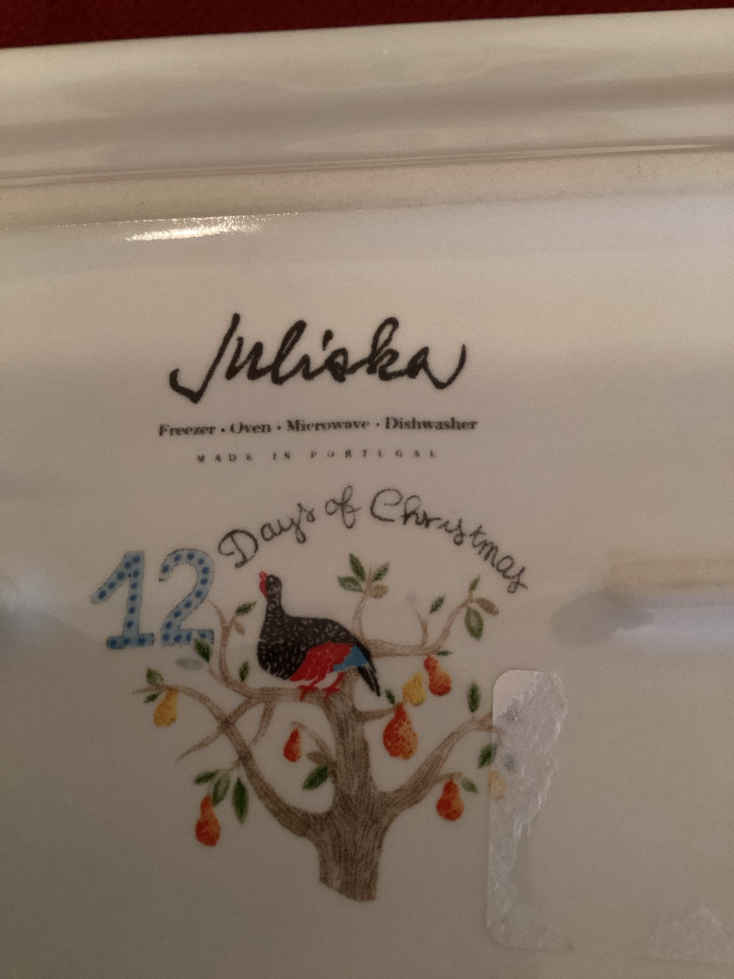 Juliska
Freezer • Oven • Microwave • Dishwasher
MADE IN PORTUGAL
12 Days of Christmas